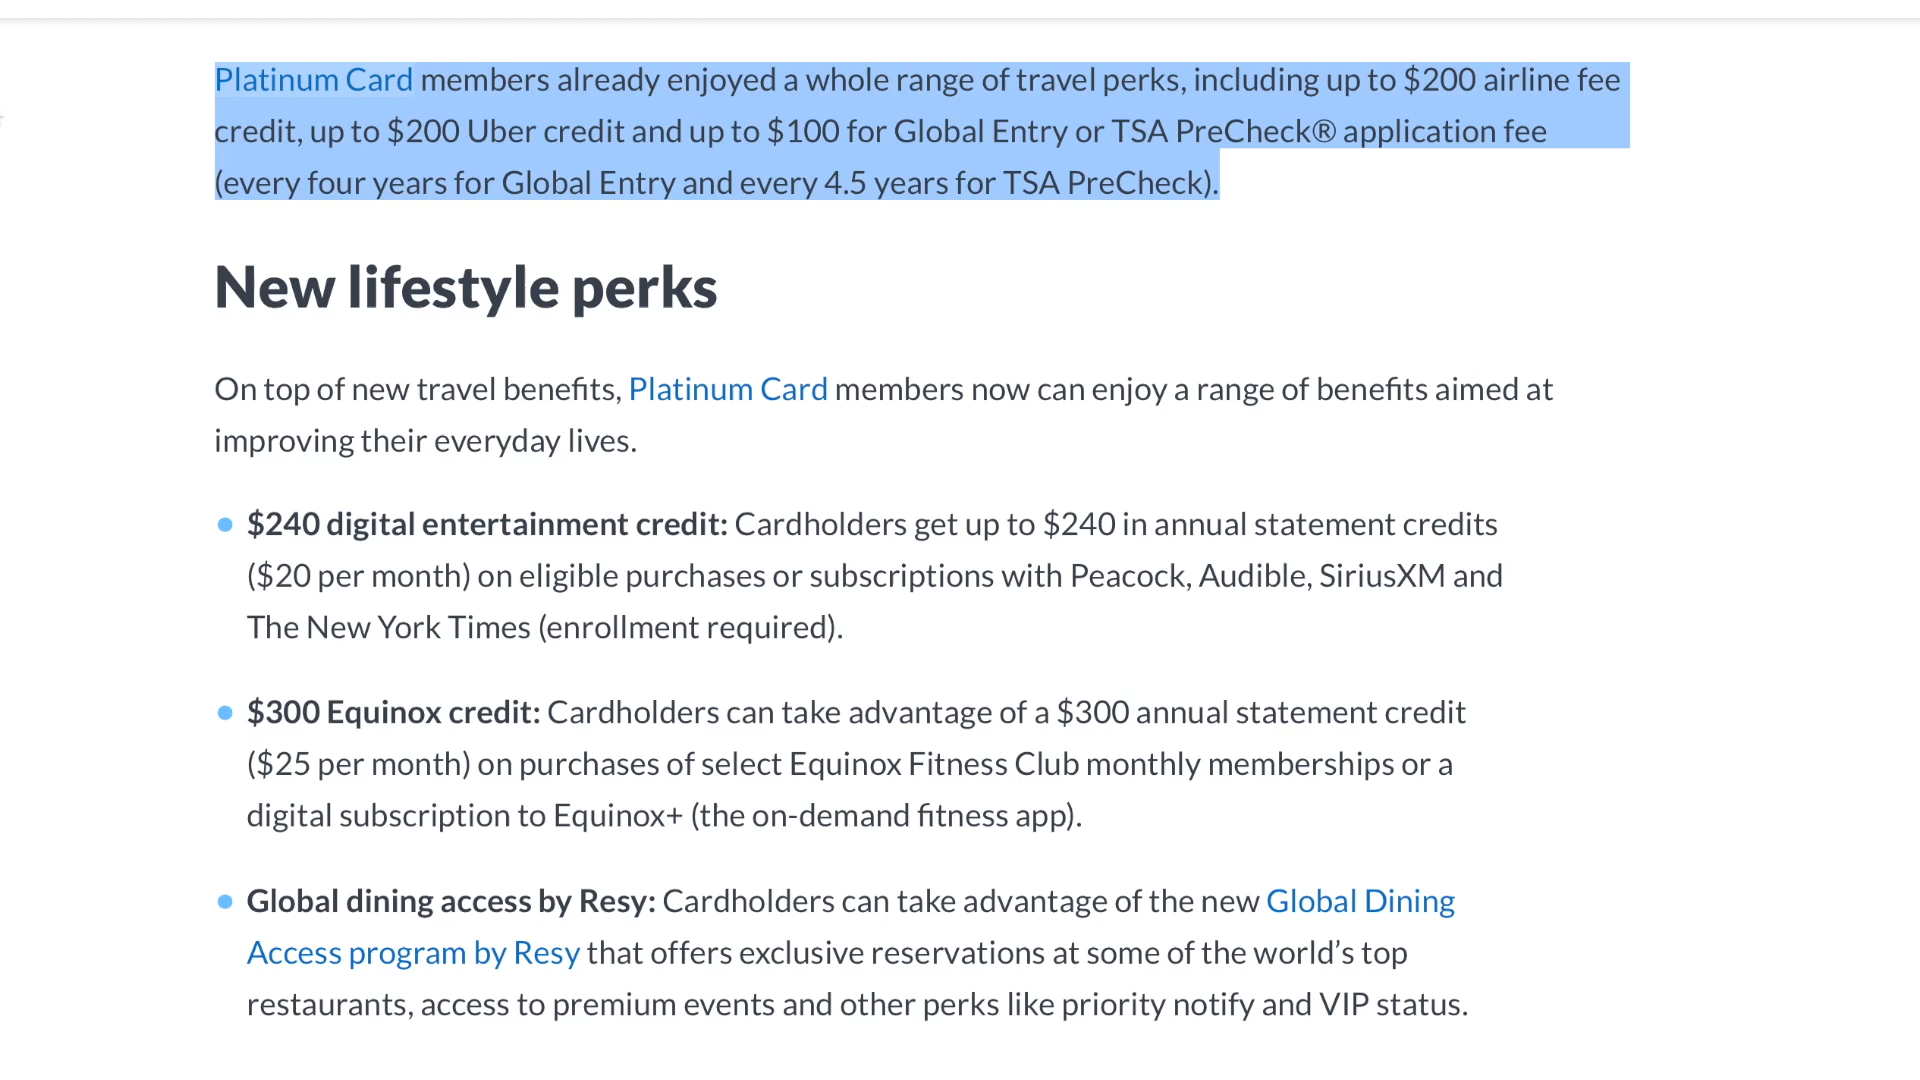 Platinum Card members already enjoyed a whole range of travel perks, including up to $200 airline fee
credit, up to $200 Uber credit and up to $100 for Global Entry or TSA PreCheck® application fee
(every four years for Global Entry and every 4.5 years for TSA PreCheck).
New lifestyle perks
On top of new travel benefits, Platinum Card members now can enjoy a range of benefits aimed at
improving their everyday lives.
$240 digital entertainment credit: Cardholders get up to $240 in annual statement credits
($20 per month) on eligible purchases or subscriptions with Peacock, Audible, SiriusXM and
The New York Times (enrollment required).
$300 Equinox credit: Cardholders can take advantage of a $300 annual statement credit
($25 per month) on purchases of select Equinox Fitness Club monthly memberships or a
digital subscription to Equinox+ (the on-demand fitness app).
Global dining access by Resy: Cardholders can take advantage of the new Global Dining
Access program by Resy that offers exclusive reservations at some of the world’s top
restaurants, access to premium events and other perks like priority notify and VIP status.